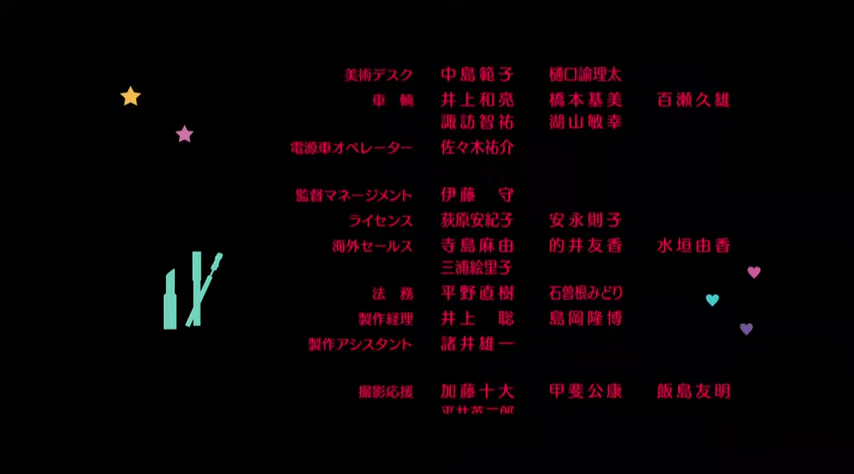 美術デスク 中島範子 樋口諭理太
車輌 井上和亮 橋本基美 百瀬久雄
諏訪智祐 湖山敏幸
電源車オペレーター 佐々木祐介
監督マネージメント 伊藤 守
ライセンス 荻原安紀子 安永則子
海外セールス 寺島麻由 的井友香 水垣由香
三浦絵里子
法務 平野直樹 石曽根みどり
製作経理 井上 聡 島岡隆博
製作アシスタント 諸井雄一
撮影応援 加藤十大 甲斐公康 飯島友明